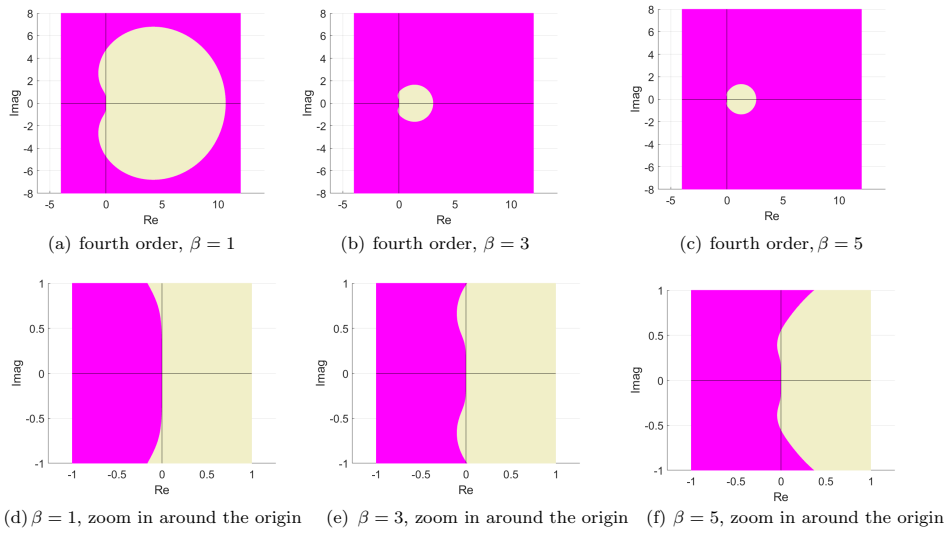 8
6
4
2
0
-2
-4
-6
-8
Imag
-5 0 5 10
Re
(a) fourth order, β = 1
8
6
4
2
0
-2
-4
-6
-8
Imag
-5 0 5 10
Re
(b) fourth order, β = 3
8
6
4
2
0
-2
-4
-6
-8
Imag
-5 0 5 10
Re
(c) fourth order, β = 5
1
0.5
0
-0.5
-1
Imag
-1 -0.5 0 0.5 1
Re
(d) β = 1, zoom in around the origin
1
0.5
0
-0.5
-1
Imag
-1 -0.5 0 0.5 1
Re
(e) β = 3, zoom in around the origin
1
0.5
0
-0.5
-1
Imag
-1 -0.5 0 0.5 1
Re
(f) β = 5, zoom in around the origin